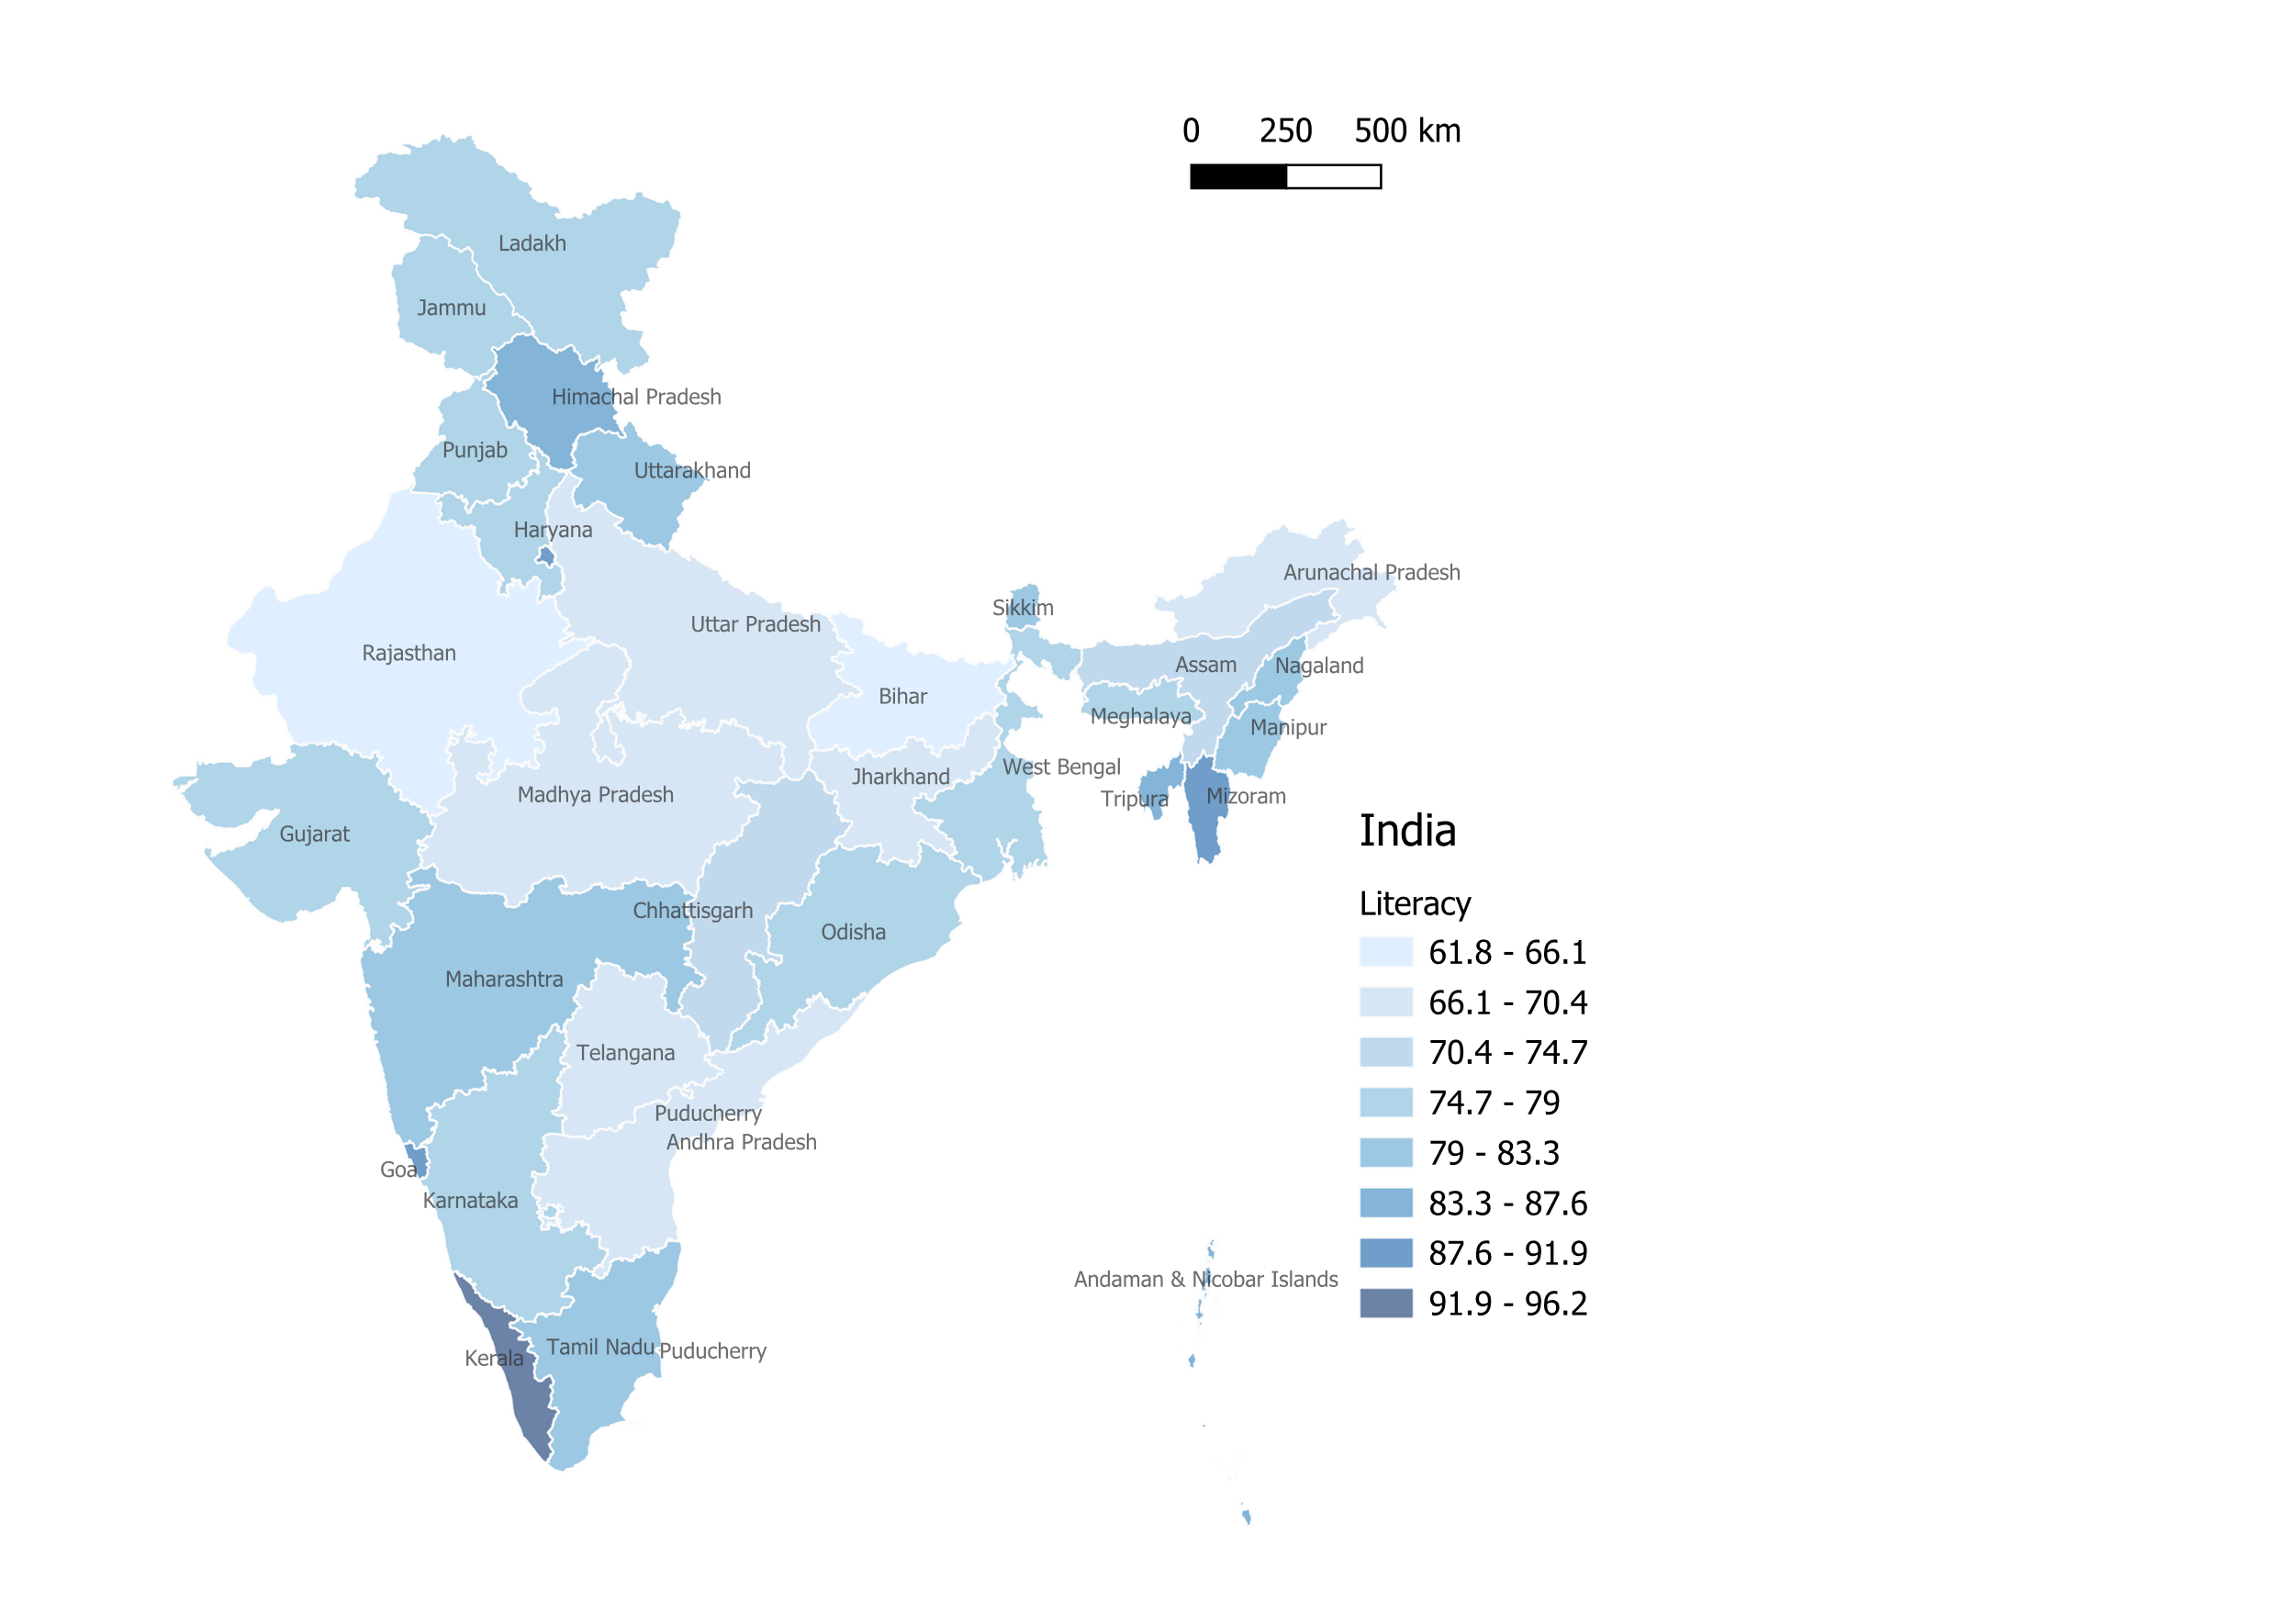 0 250 500 km
Ladakh
Jammu
Himachal Pradesh
Punjab
Uttarakhand
Haryana
Arunachal Pradesh
Sikkim
Uttar Pradesh
Rajasthan
Assam
Nagaland
Bihar
Meghalaya
Manipur
West Bengal
Jharkhand
Madhya Pradesh
Tripura
Mizoram
Gujarat
Chhattisgarh
Odisha
Maharashtra
Telangana
Puducherry
Andhra Pradesh
Goa
Karnataka
Andaman & Nicobar Islands
Kerala
Tamil Nadu
Puducherry
India
Literacy
61.8 - 66.1
66.1 - 70.4
70.4 - 74.7
74.7 - 79
79 - 83.3
83.3 - 87.6
87.6 - 91.9
91.9 - 96.2